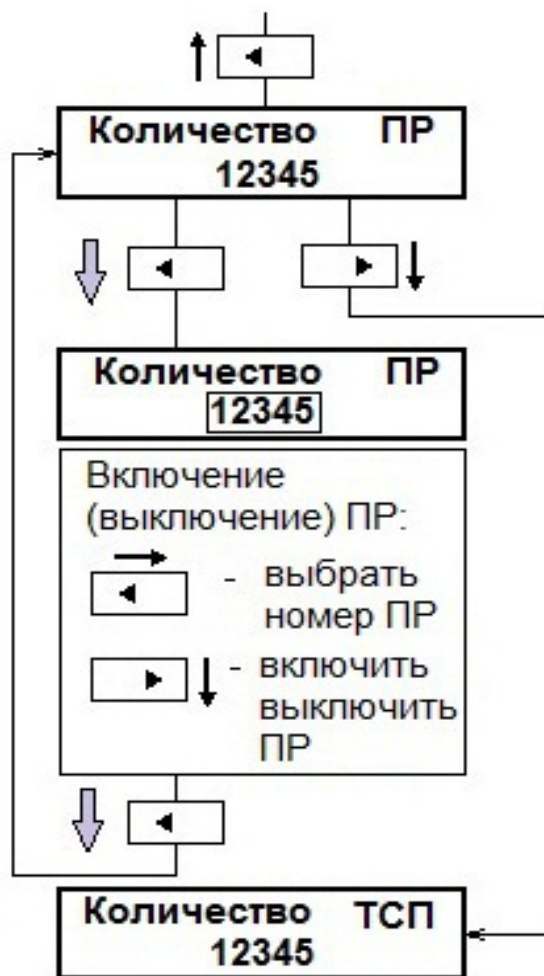 Количество ПР
12345
Количество ПР
12345
Включение
(выключение) ПР:
- выбрать
номер ПР
- включить
выключить
ПР
Количество ТСП
12345